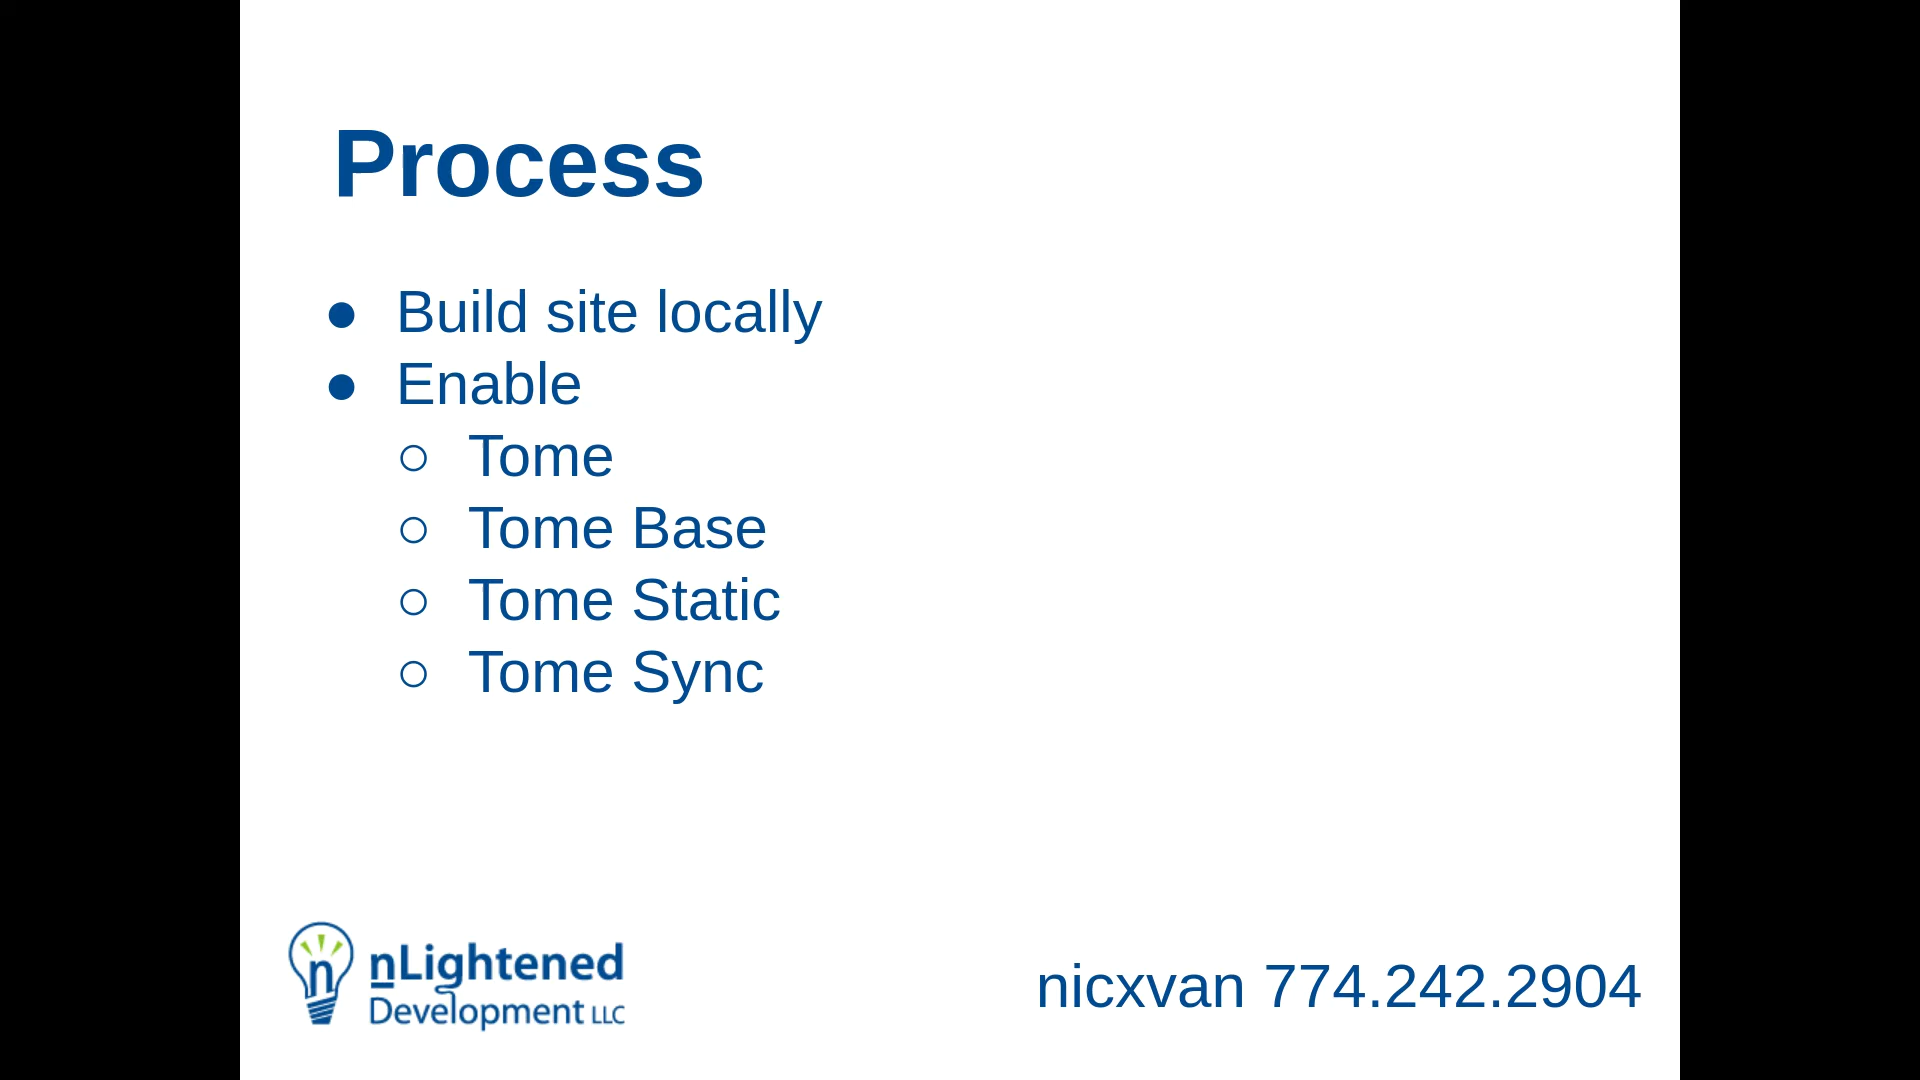 Process
● Build site locally
● Enable
○ Tome
○ Tome Base
○ Tome Static
○ Tome Sync
n
nLightened
Development LLC
nicxvan 774.242.2904